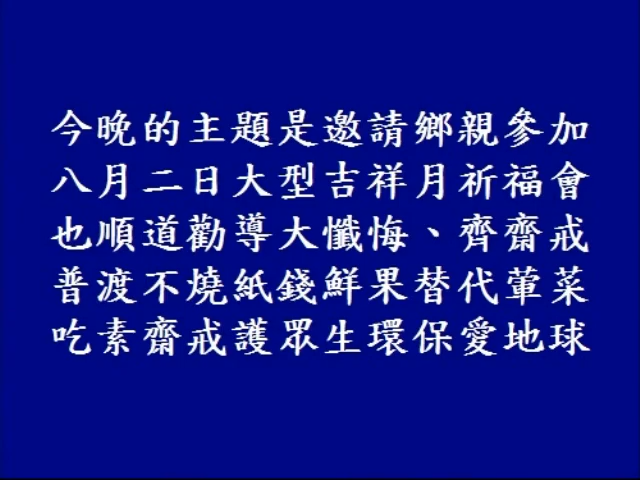 今晚的主題是邀請鄉親參加
八月二日大型吉祥月祈福會
也順道勸導大懺悔、齊齋戒
普渡不燒紙錢鮮果替代葷菜
吃素齋戒護眾生環保愛地球